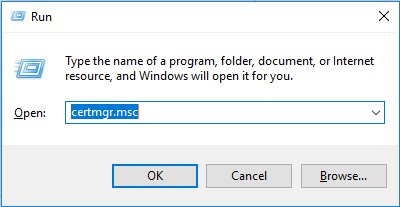 Run
Type the name of a program, folder, document, or Internet
resource, and Windows will open it for you.
Open: certmgr.msc
OK Cancel Browse...